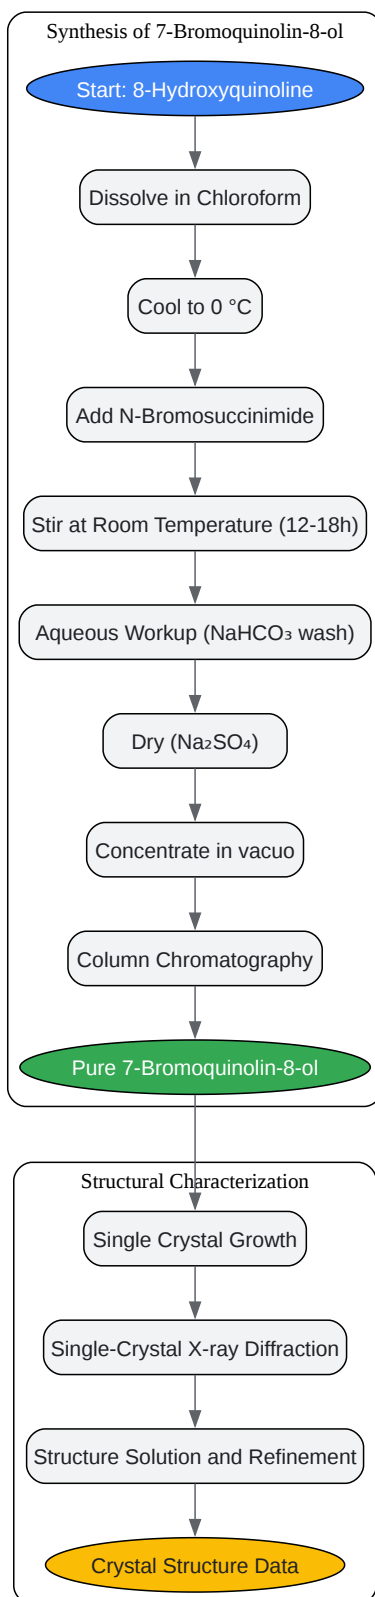 Synthesis of 7-Bromoquinolin-8-ol
Start: 8-Hydroxyquinoline
Dissolve in Chloroform
Cool to 0 °C
Add N-Bromosuccinimide
Stir at Room Temperature (12-18h)
Aqueous Workup (NaHCO₃ wash)
Dry (Na₂SO₄)
Concentrate in vacuo
Column Chromatography
Pure 7-Bromoquinolin-8-ol
Structural Characterization
Single Crystal Growth
Single-Crystal X-ray Diffraction
Structure Solution and Refinement
Crystal Structure Data